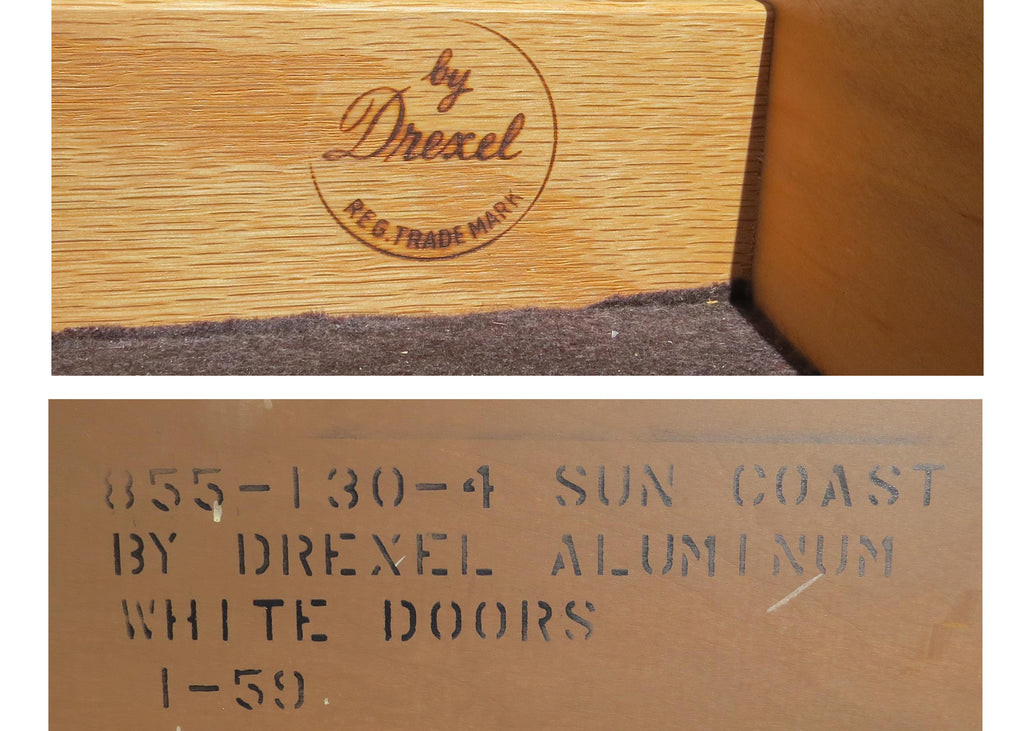 by
Drexel
REG. TRADE MARK
855-130-4 SUN COAST
BY DREXEL ALUMINUM
WHITE DOORS
1-59